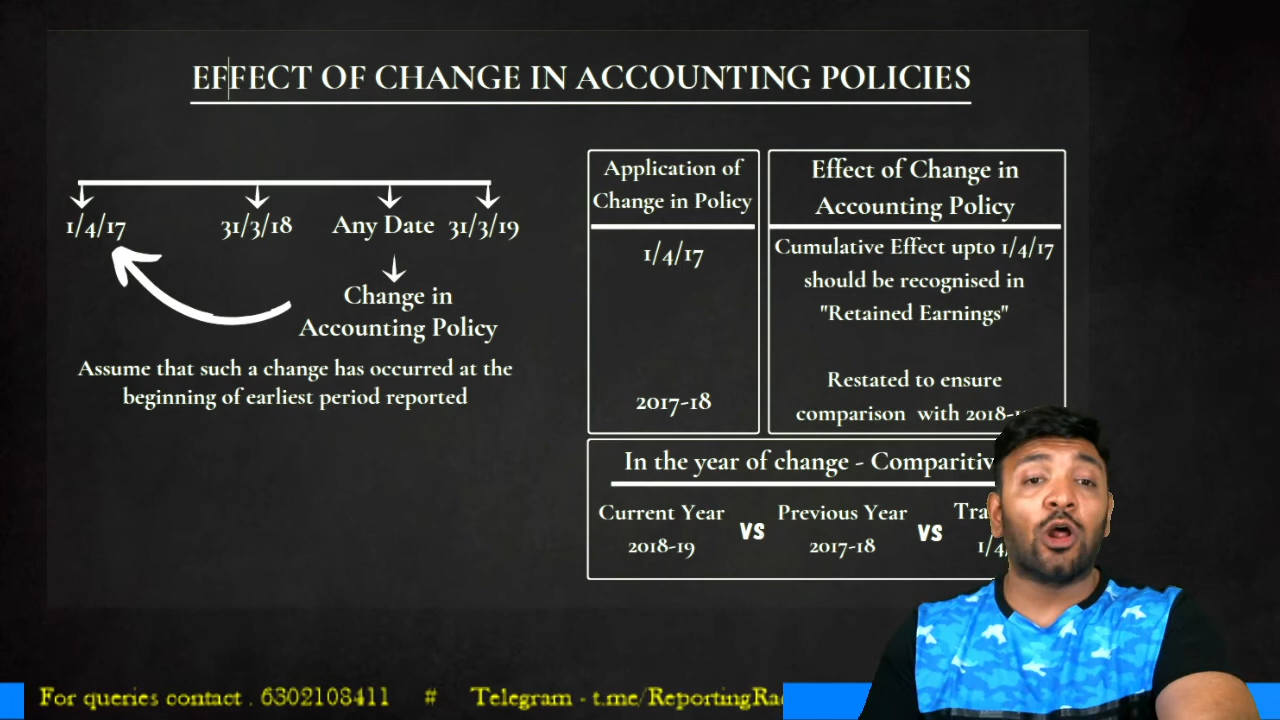 EFFECT OF CHANGE IN ACCOUNTING POLICIES
1/4/17 31/3/18 Any Date 31/3/19
Change in
Accounting Policy
Assume that such a change has occurred at the
beginning of earliest period reported
Application of
Change in Policy
1/4/17
2017-18
Effect of Change in
Accounting Policy
Cumulative Effect upto 1/4/17
should be recognised in
"Retained Earnings"
Restated to ensure
comparison with 2018-
In the year of change - Comparitiv
Current Year VS Previous Year VS Tra
2018-19 2017-18 1/4/
For queries contact . 6302108411 # Telegram - t.me/ReportingRa